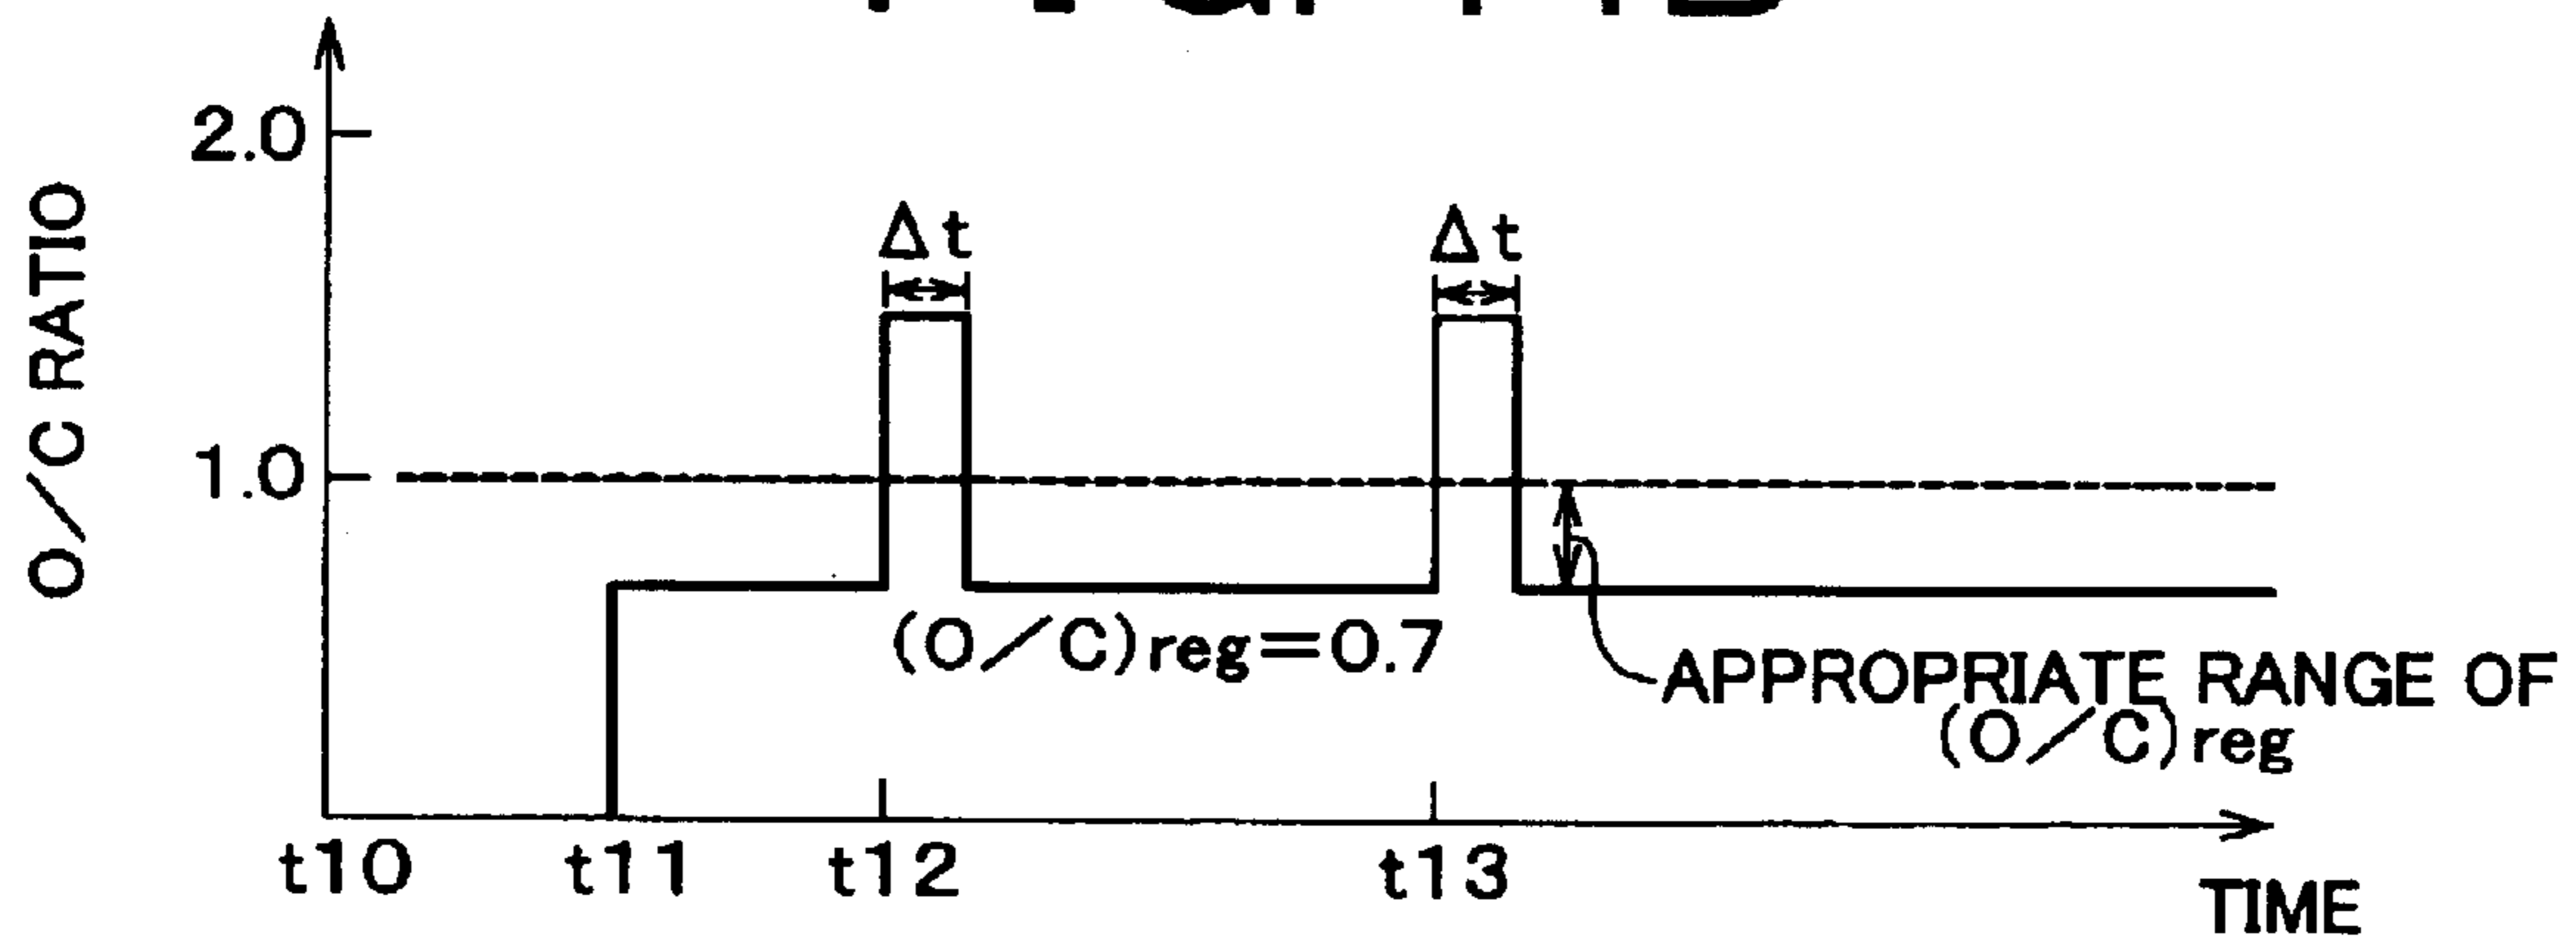 2.0
1.0
O/C RATIO
Δt
Δt
(O/C)reg=0.7
APPROPRIATE RANGE OF
(O/C)reg
t10
t11
t12
t13
TIME